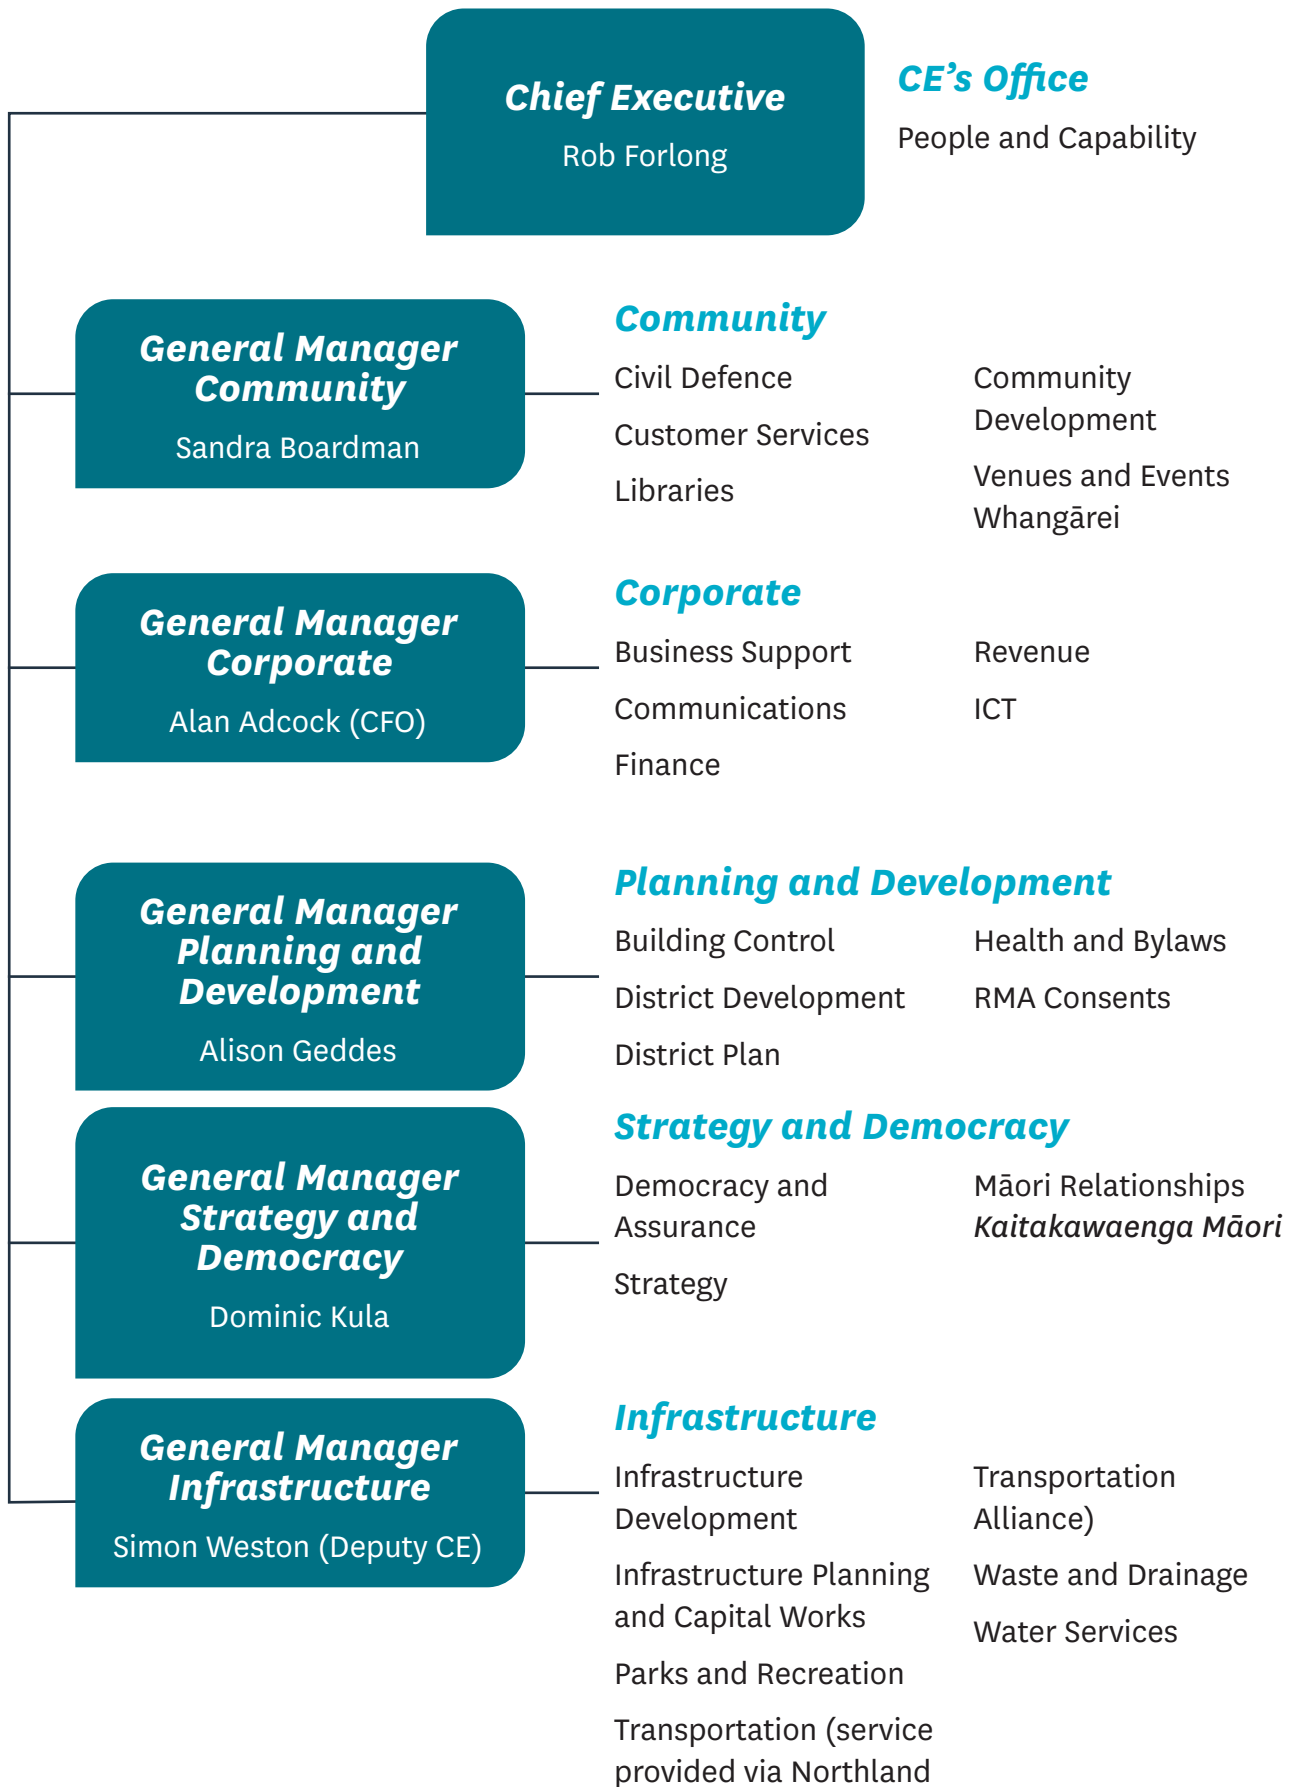 Chief Executive
Rob Forlong
CE's Office
People and Capability
General Manager
Community
Sandra Boardman
Community
Civil Defence
Customer Services
Libraries
Community
Development
Venues and Events
Whangārei
General Manager
Corporate
Alan Adcock (CFO)
Corporate
Business Support
Communications
Finance
Revenue
ICT
General Manager
Planning and
Development
Alison Geddes
Planning and Development
Building Control
District Development
District Plan
Health and Bylaws
RMA Consents
General Manager
Strategy and
Democracy
Dominic Kula
Strategy and Democracy
Democracy and
Assurance
Strategy
Māori Relationships
Kaitakawaenga Māori
General Manager
Infrastructure
Simon Weston (Deputy CE)
Infrastructure
Infrastructure
Development
Infrastructure Planning
and Capital Works
Parks and Recreation
Transportation (service
provided via Northland
Transportation
Alliance)
Waste and Drainage
Water Services